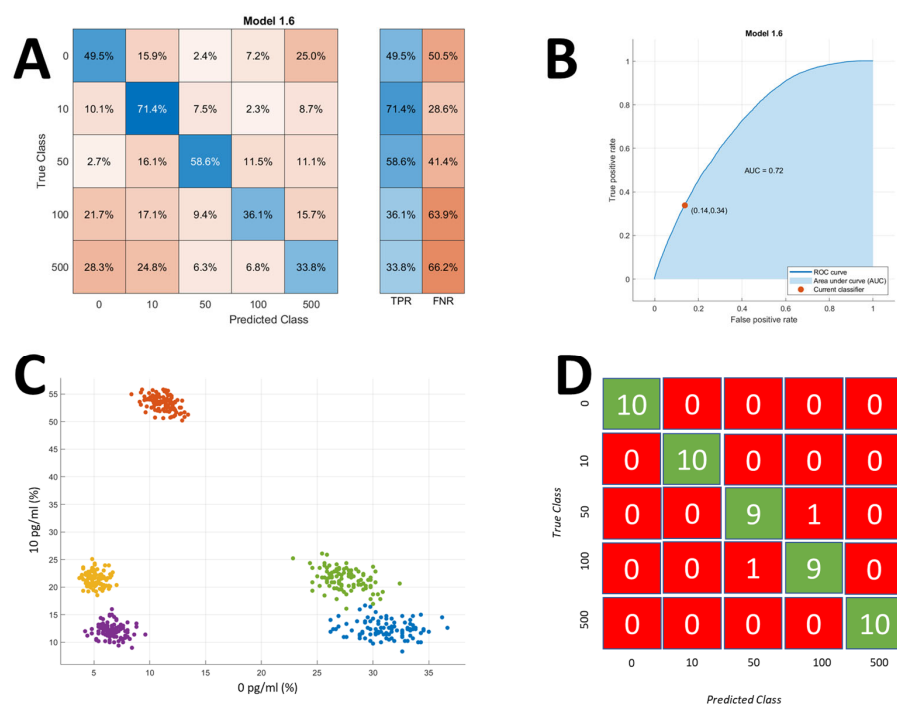 A
Model 1.6
True Class
0 49.5% 15.9% 2.4% 7.2% 25.0% 49.5% 50.5%
10 10.1% 71.4% 7.5% 2.3% 8.7% 71.4% 28.6%
50 2.7% 16.1% 58.6% 11.5% 11.1% 58.6% 41.4%
100 21.7% 17.1% 9.4% 36.1% 15.7% 36.1% 63.9%
500 28.3% 24.8% 6.3% 6.8% 33.8% 33.8% 66.2%
0 10 50 100 500 TPR FNR
Predicted Class
B
Model 1.6
True positive rate
1
0.8
0.6
0.4
0.2
0
AUC = 0.72
(0.14,0.34)
ROC curve
Area under curve (AUC)
Current classifier
0 0.2 0.4 0.6 0.8 1
False positive rate
C
10 pg/ml (%)
55
50
45
40
35
30
25
20
15
10
5 10 15 20 25 30 35
0 pg/ml (%)
D
True Class
0 10 0 0 0 0
10 0 10 0 0 0
50 0 0 9 1 0
100 0 0 1 9 0
500 0 0 0 0 10
0 10 50 100 500
Predicted Class